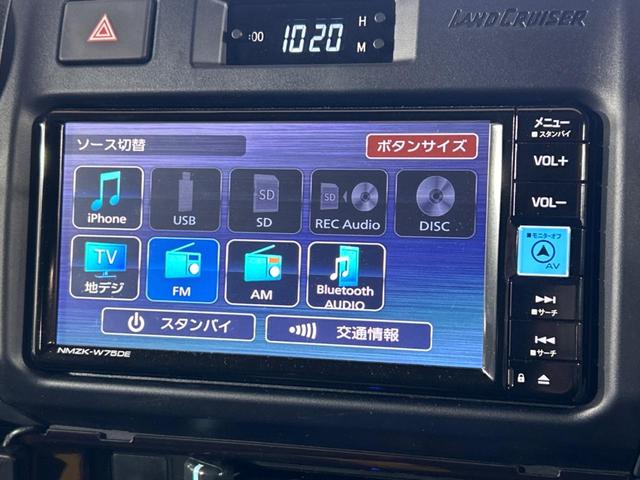 :00 1020 H
M
LAND CRUISER
ソース切替 ボタンサイズ
iPhone USB SD SD REC Audio DISC
TV
地デジ FM AM Bluetooth
AUDIO
スタンバイ 交通情報
NMZK-W75DE
メニュー
■スタンバイ
VOL+
VOL−
■モニターオフ
AV
■サーチ
■サーチ